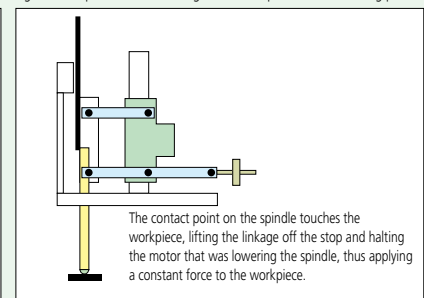 The contact point on the spindle touches the
workpiece, lifting the linkage off the stop and halting
the motor that was lowering the spindle, thus applying
a constant force to the workpiece.